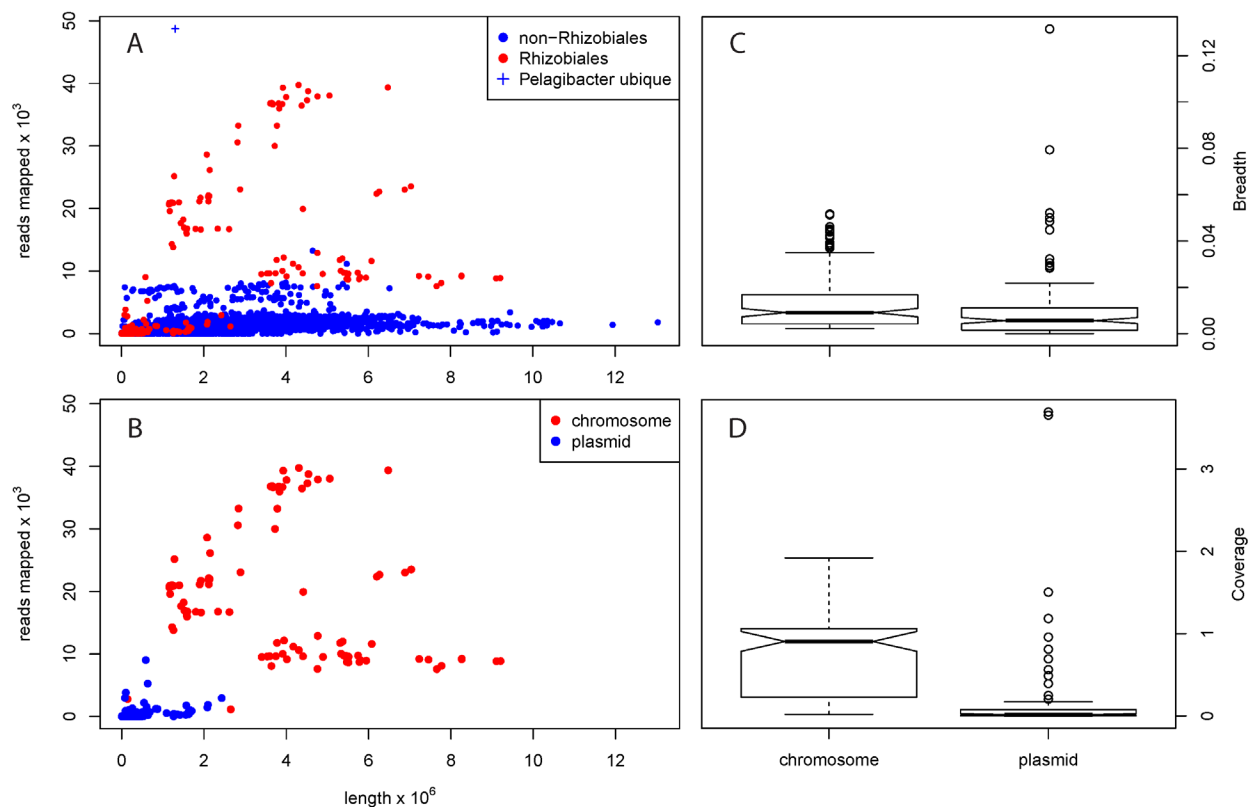 A
50
40
30
20
10
0
reads mapped x 10³
non−Rhizobiales
Rhizobiales
Pelagibacter ubique
0 2 4 6 8 10 12
C
0.12
0.08
0.04
0.00
Breadth
B
50
40
30
20
10
0
reads mapped x 10³
chromosome
plasmid
0 2 4 6 8 10 12
length x 10⁶
D
3
2
1
0
Coverage
chromosome plasmid